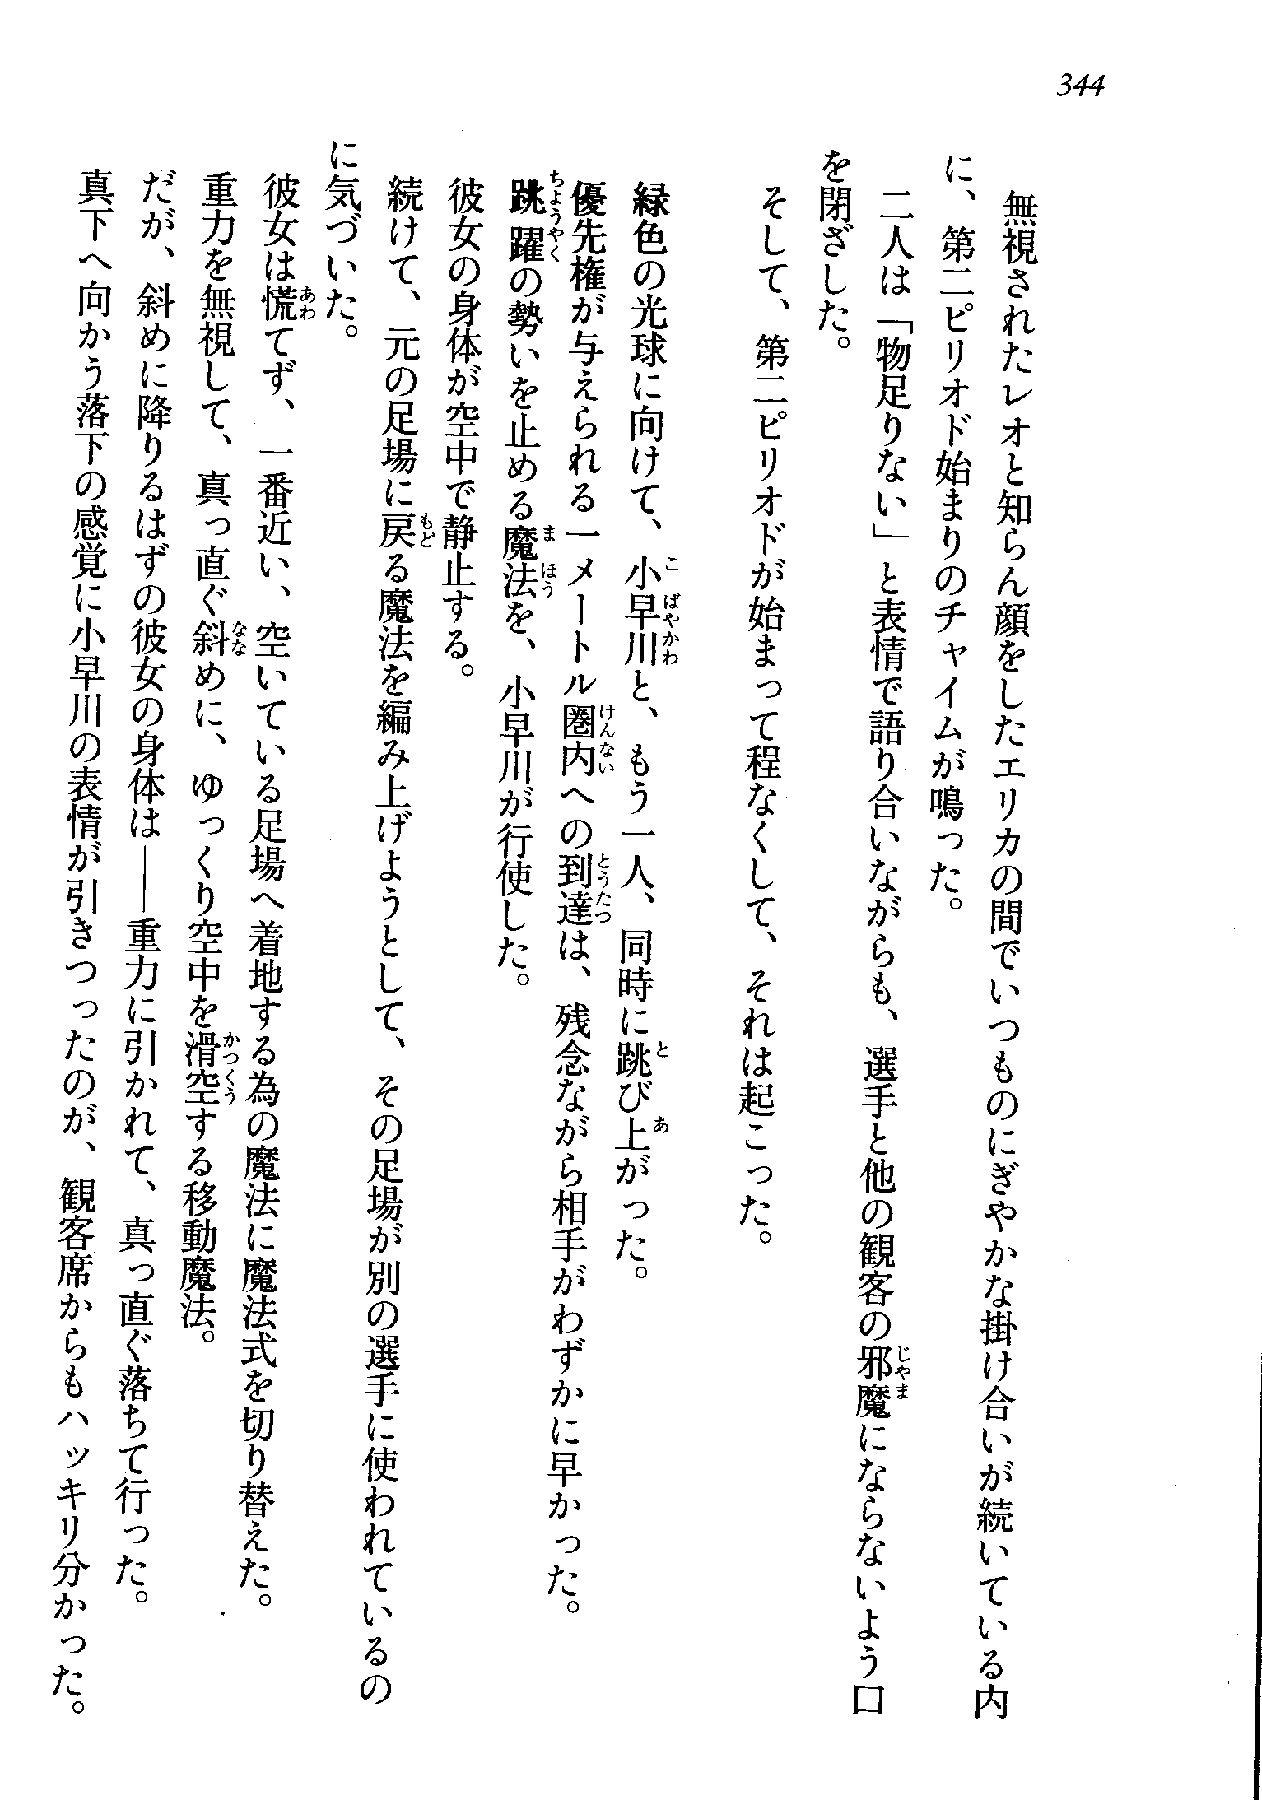 344
無視されたレオと知らん顔をしたエリカの間でいつものにぎやかな掛け合いが続いている内
に、第二ピリオド始まりのチャイムが鳴った。
二人は「物足りない」と表情で語り合いながらも、選手と他の観客の邪魔にならないよう口
を閉ざした。
そして、第二ピリオドが始まって程なくして、それは起こった。
緑色の光球に向けて、小早川と、もう一人、同時に跳び上がった。
優先権が与えられる一メートル圏内への到達は、残念ながら相手がわずかに早かった。
跳躍の勢いを止める魔法を、小早川が行使した。
彼女の身体が空中で静止する。
続けて、元の足場に戻る魔法を編み上げようとして、その足場が別の選手に使われているの
に気づいた。
彼女は慌てず、一番近い、空いている足場へ着地する為の魔法に魔法式を切り替えた。
重力を無視して、真っ直ぐ斜めに、ゆっくり空中を滑空する移動魔法。
だが、斜めに降りるはずの彼女の身体は――重力に引かれて、真っ直ぐ落ちて行った。
真下へ向かう落下の感覚に小早川の表情が引きつったのが、観客席からもハッキリ分かった。